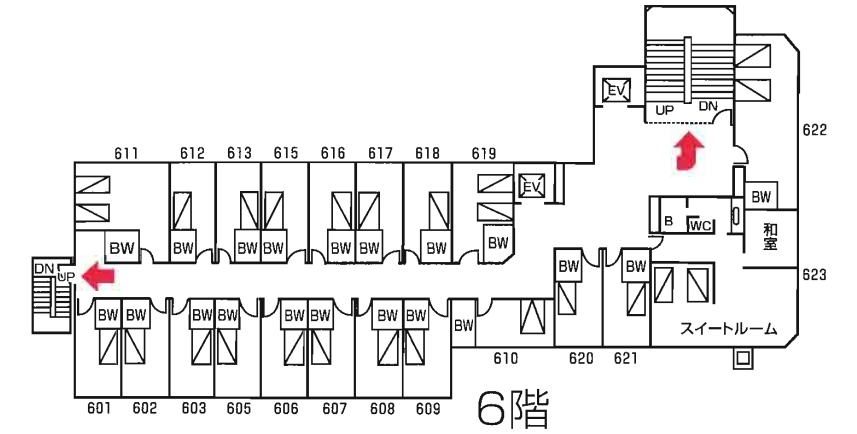 EV
UP
DN
622
611
612
613
615
616
617
618
619
EV
BW
B
WC
和室
BW
BW
BW
BW
BW
BW
BW
BW
DN
UP
BW
BW
623
スイートルーム
BW
BW
BW
BW
BW
BW
BW
BW
BW
610
620
621
601
602
603
605
606
607
608
609
6階